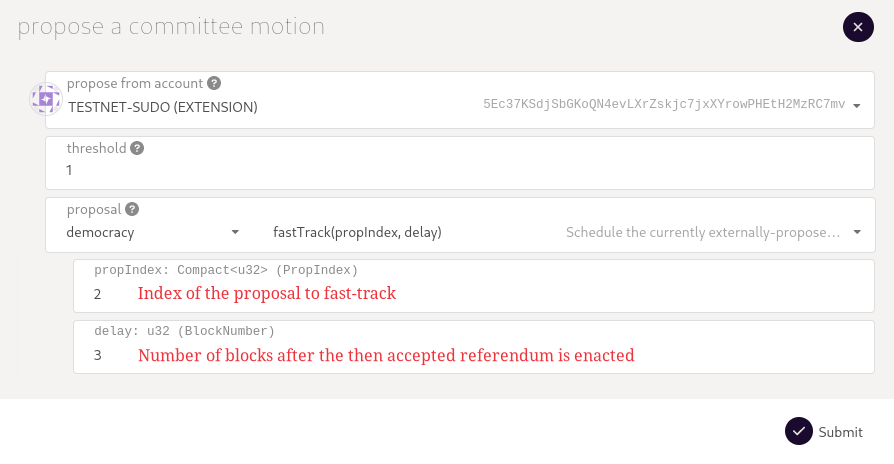 propose a committee motion
propose from account
TESTNET-SUDO (EXTENSION)
5Ec37KSdjSbGKoQN4evLXrZskjc7jxXYrowPHEtH2MzRC7mv
threshold
1
proposal
democracy
fastTrack(propIndex, delay)
Schedule the currently externally-propose...
propIndex: Compact<u32> (PropIndex)
2 Index of the proposal to fast-track
delay: u32 (BlockNumber)
3 Number of blocks after the then accepted referendum is enacted
Submit